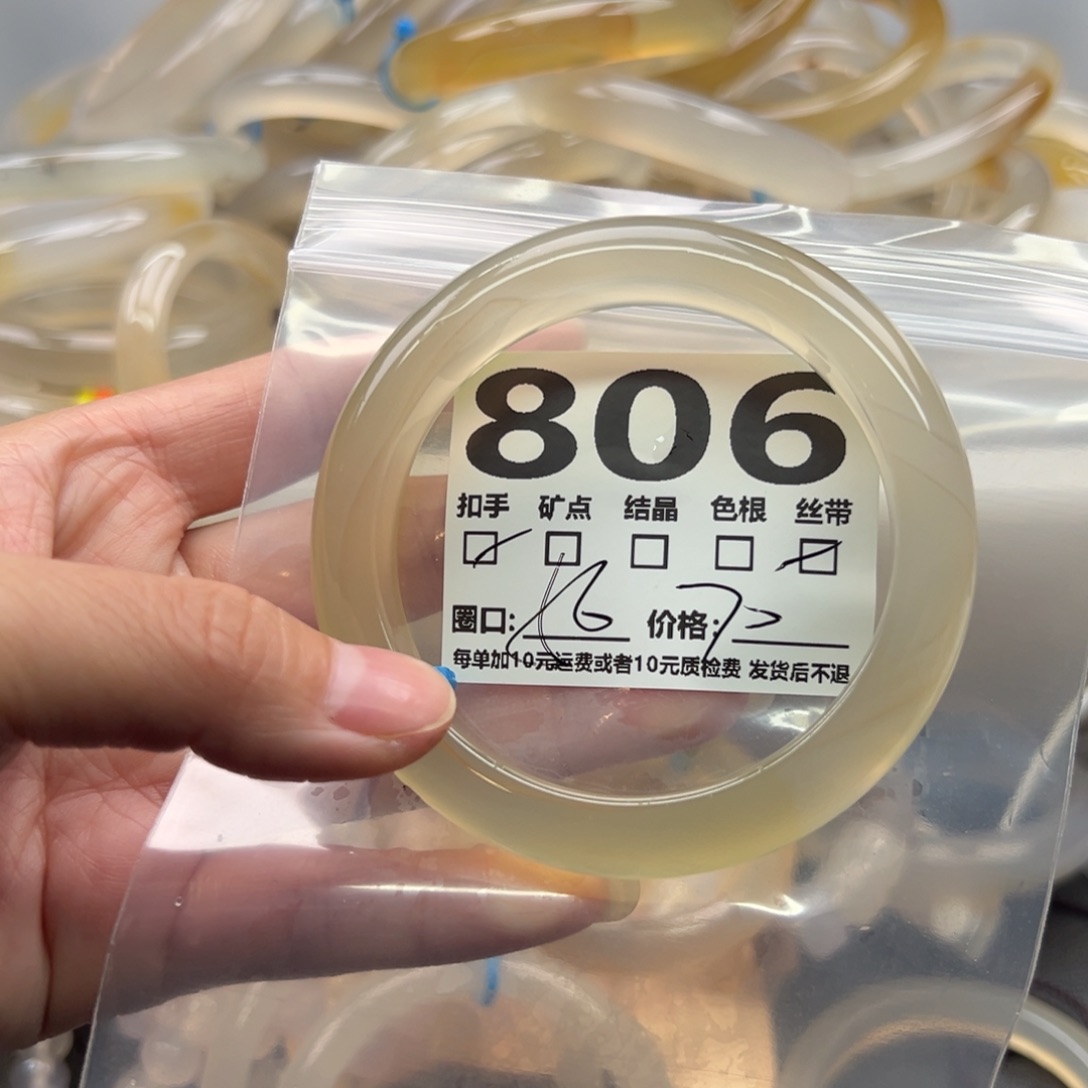 806
扣手 矿点 结晶 色根 丝带
圈口: 56 价格:
每单加10元运费或者10元质检费 发货后不退